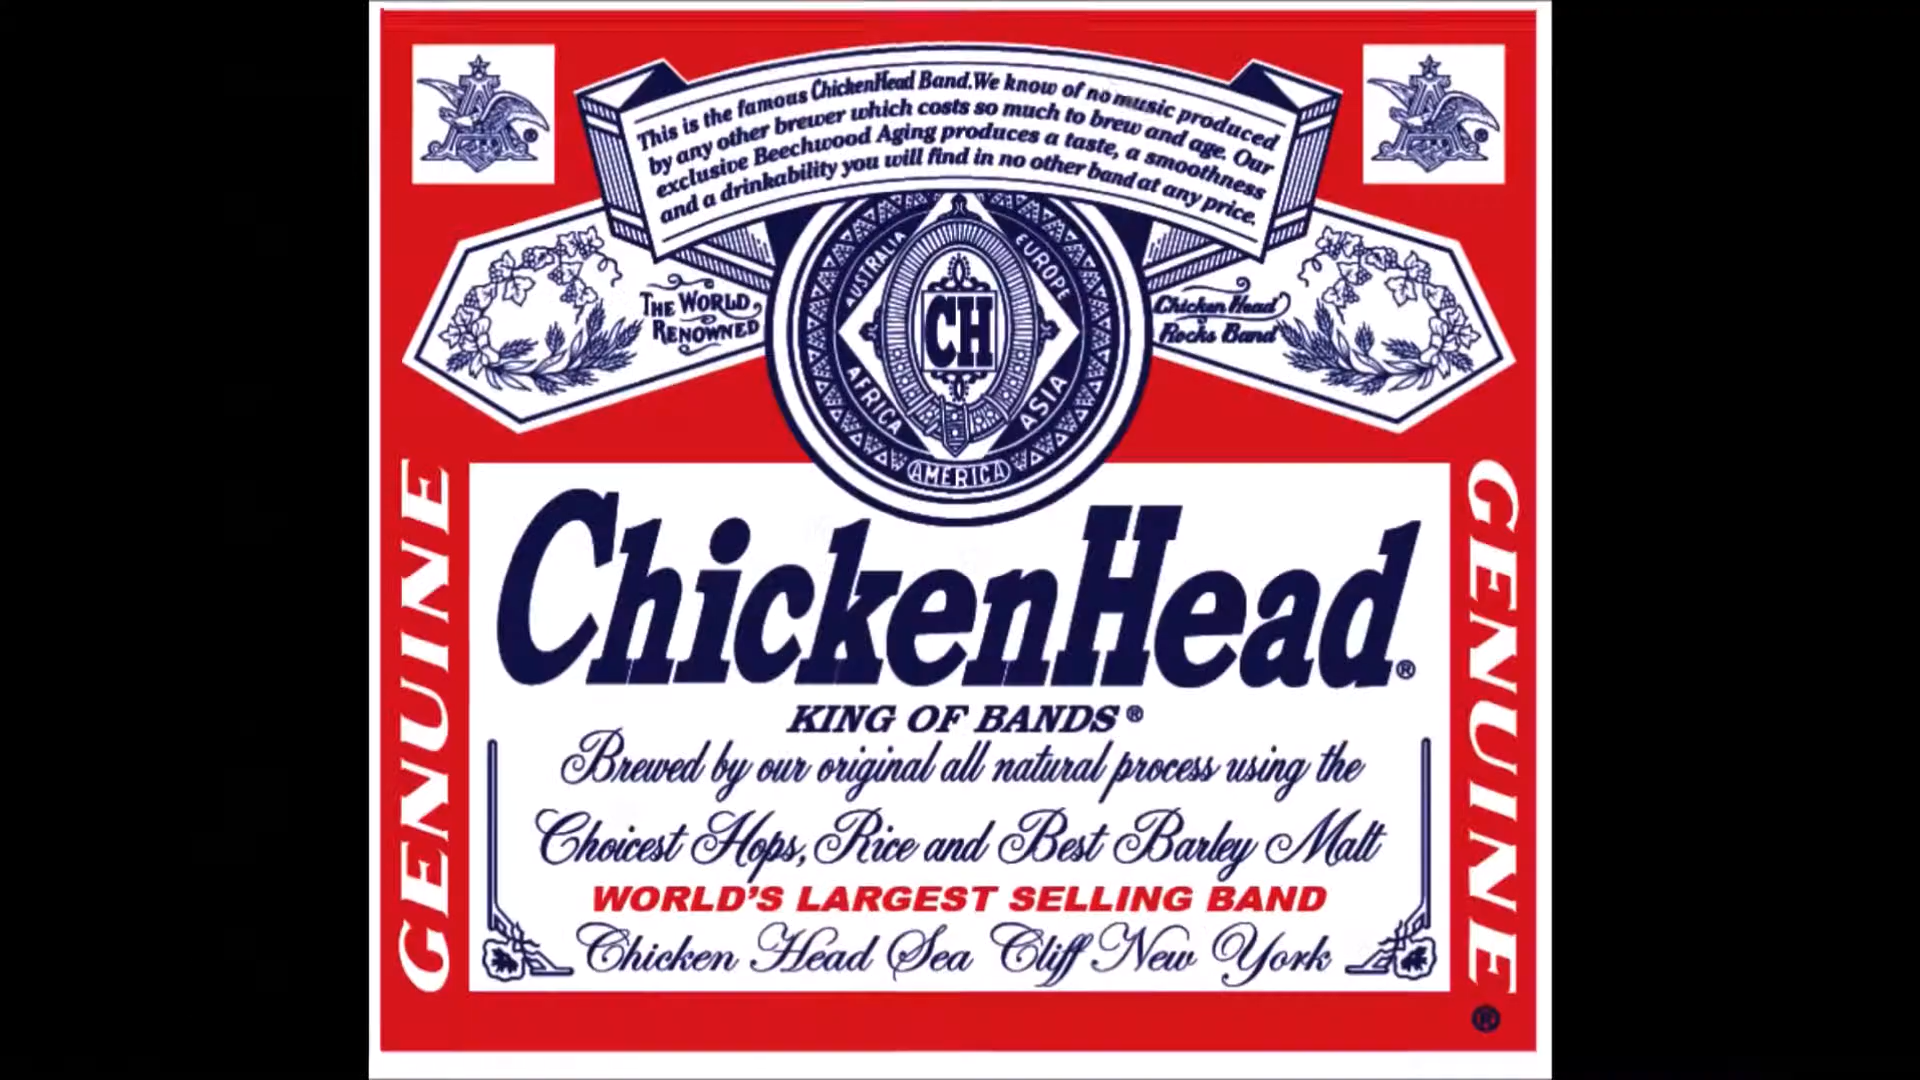 This is the famous ChickenHead Band.We know of no music produced
by any other brewer which costs so much to brew and age. Our
exclusive Beechwood Aging produces a taste, a smoothness
and a drinkability you will find in no other band at any price.
THE WORLD
RENOWNED
AUSTRALIA
EUROPE
CH
AFRICA
ASIA
AMERICA
Chicken Head
Rocks Band
GENUINE
GENUINE
ChickenHead®
KING OF BANDS®
Brewed by our original all natural process using the
Choicest Hops, Rice and Best Barley Malt
WORLD'S LARGEST SELLING BAND
Chicken Head Sea Cliff New York
®